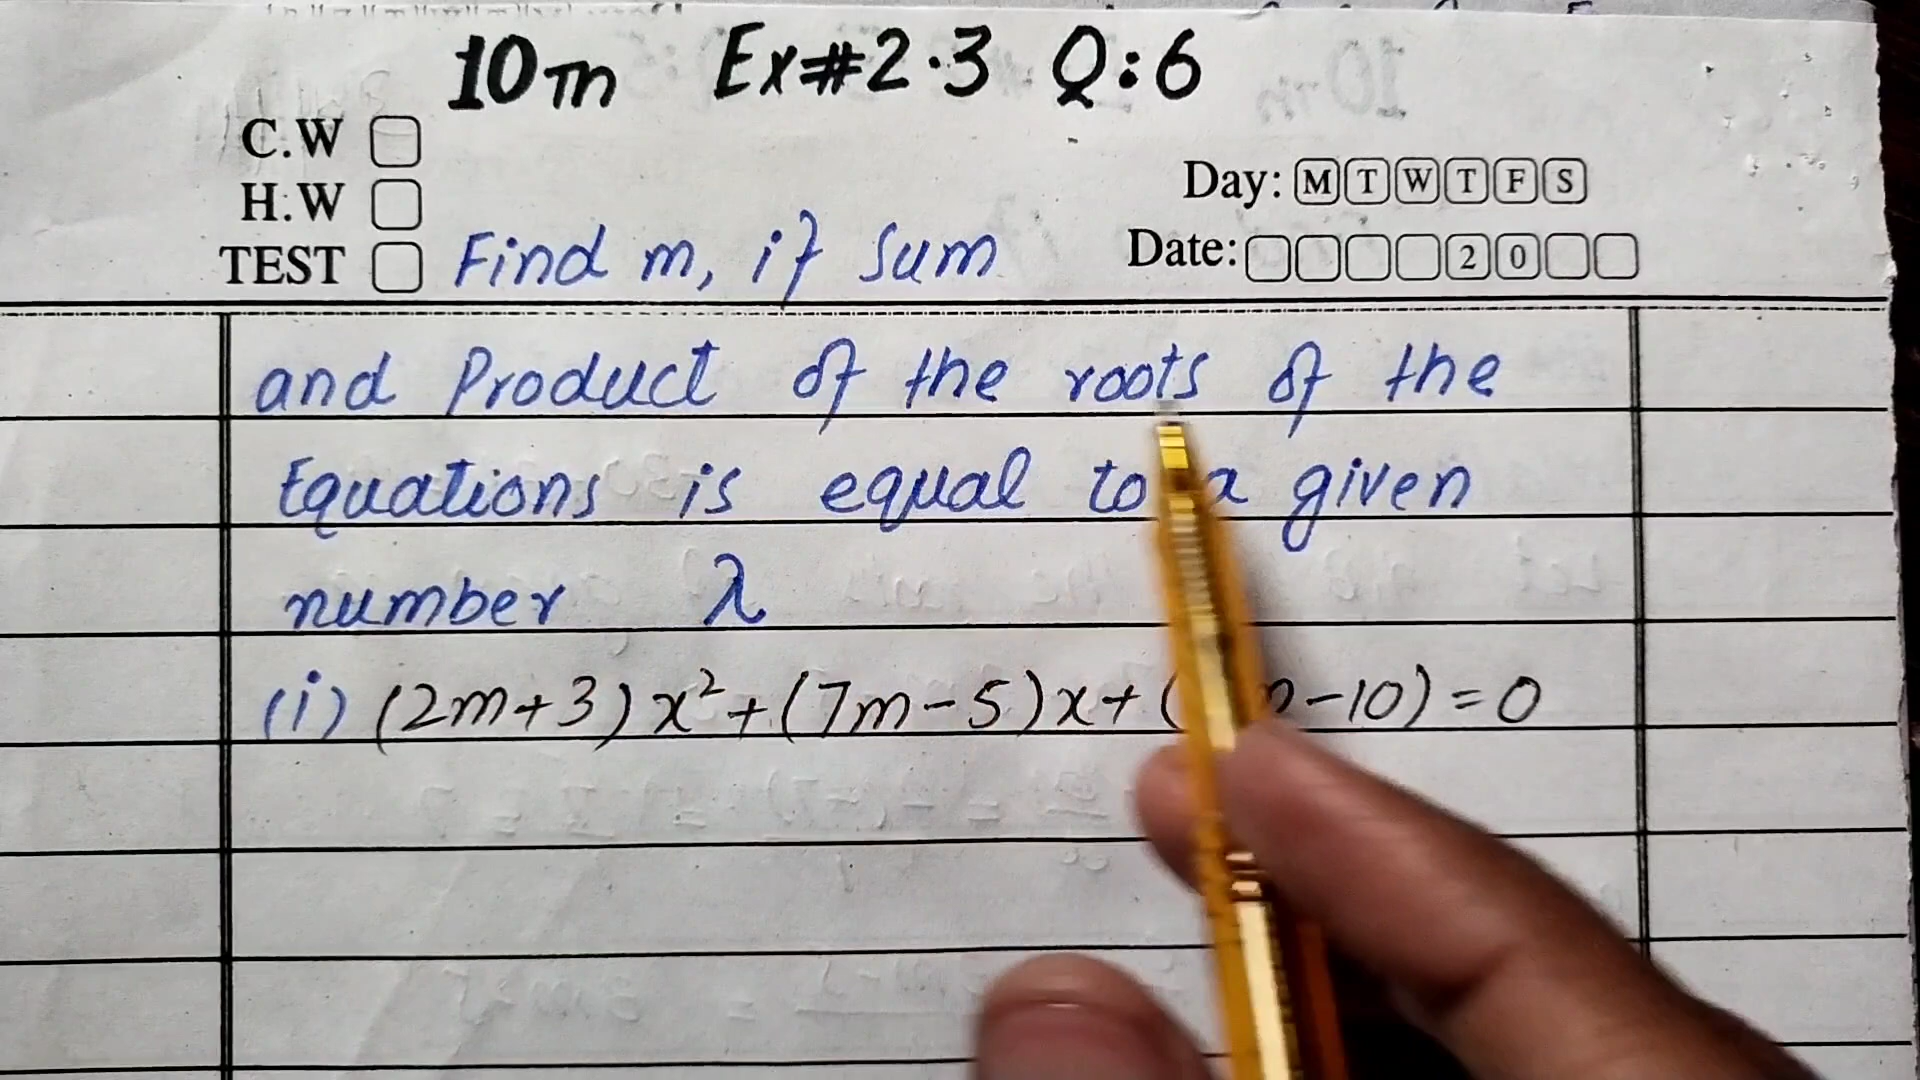 10Th Ex#2.3 Q:6
C.W
H.W
Day: M T W T F S
TEST Find m, if sum
Date: 2 0
and Product of the roots of the
Equations is equal to a given
number λ
(i) (2m+3)x²+(7m-5)x+( -10)=0